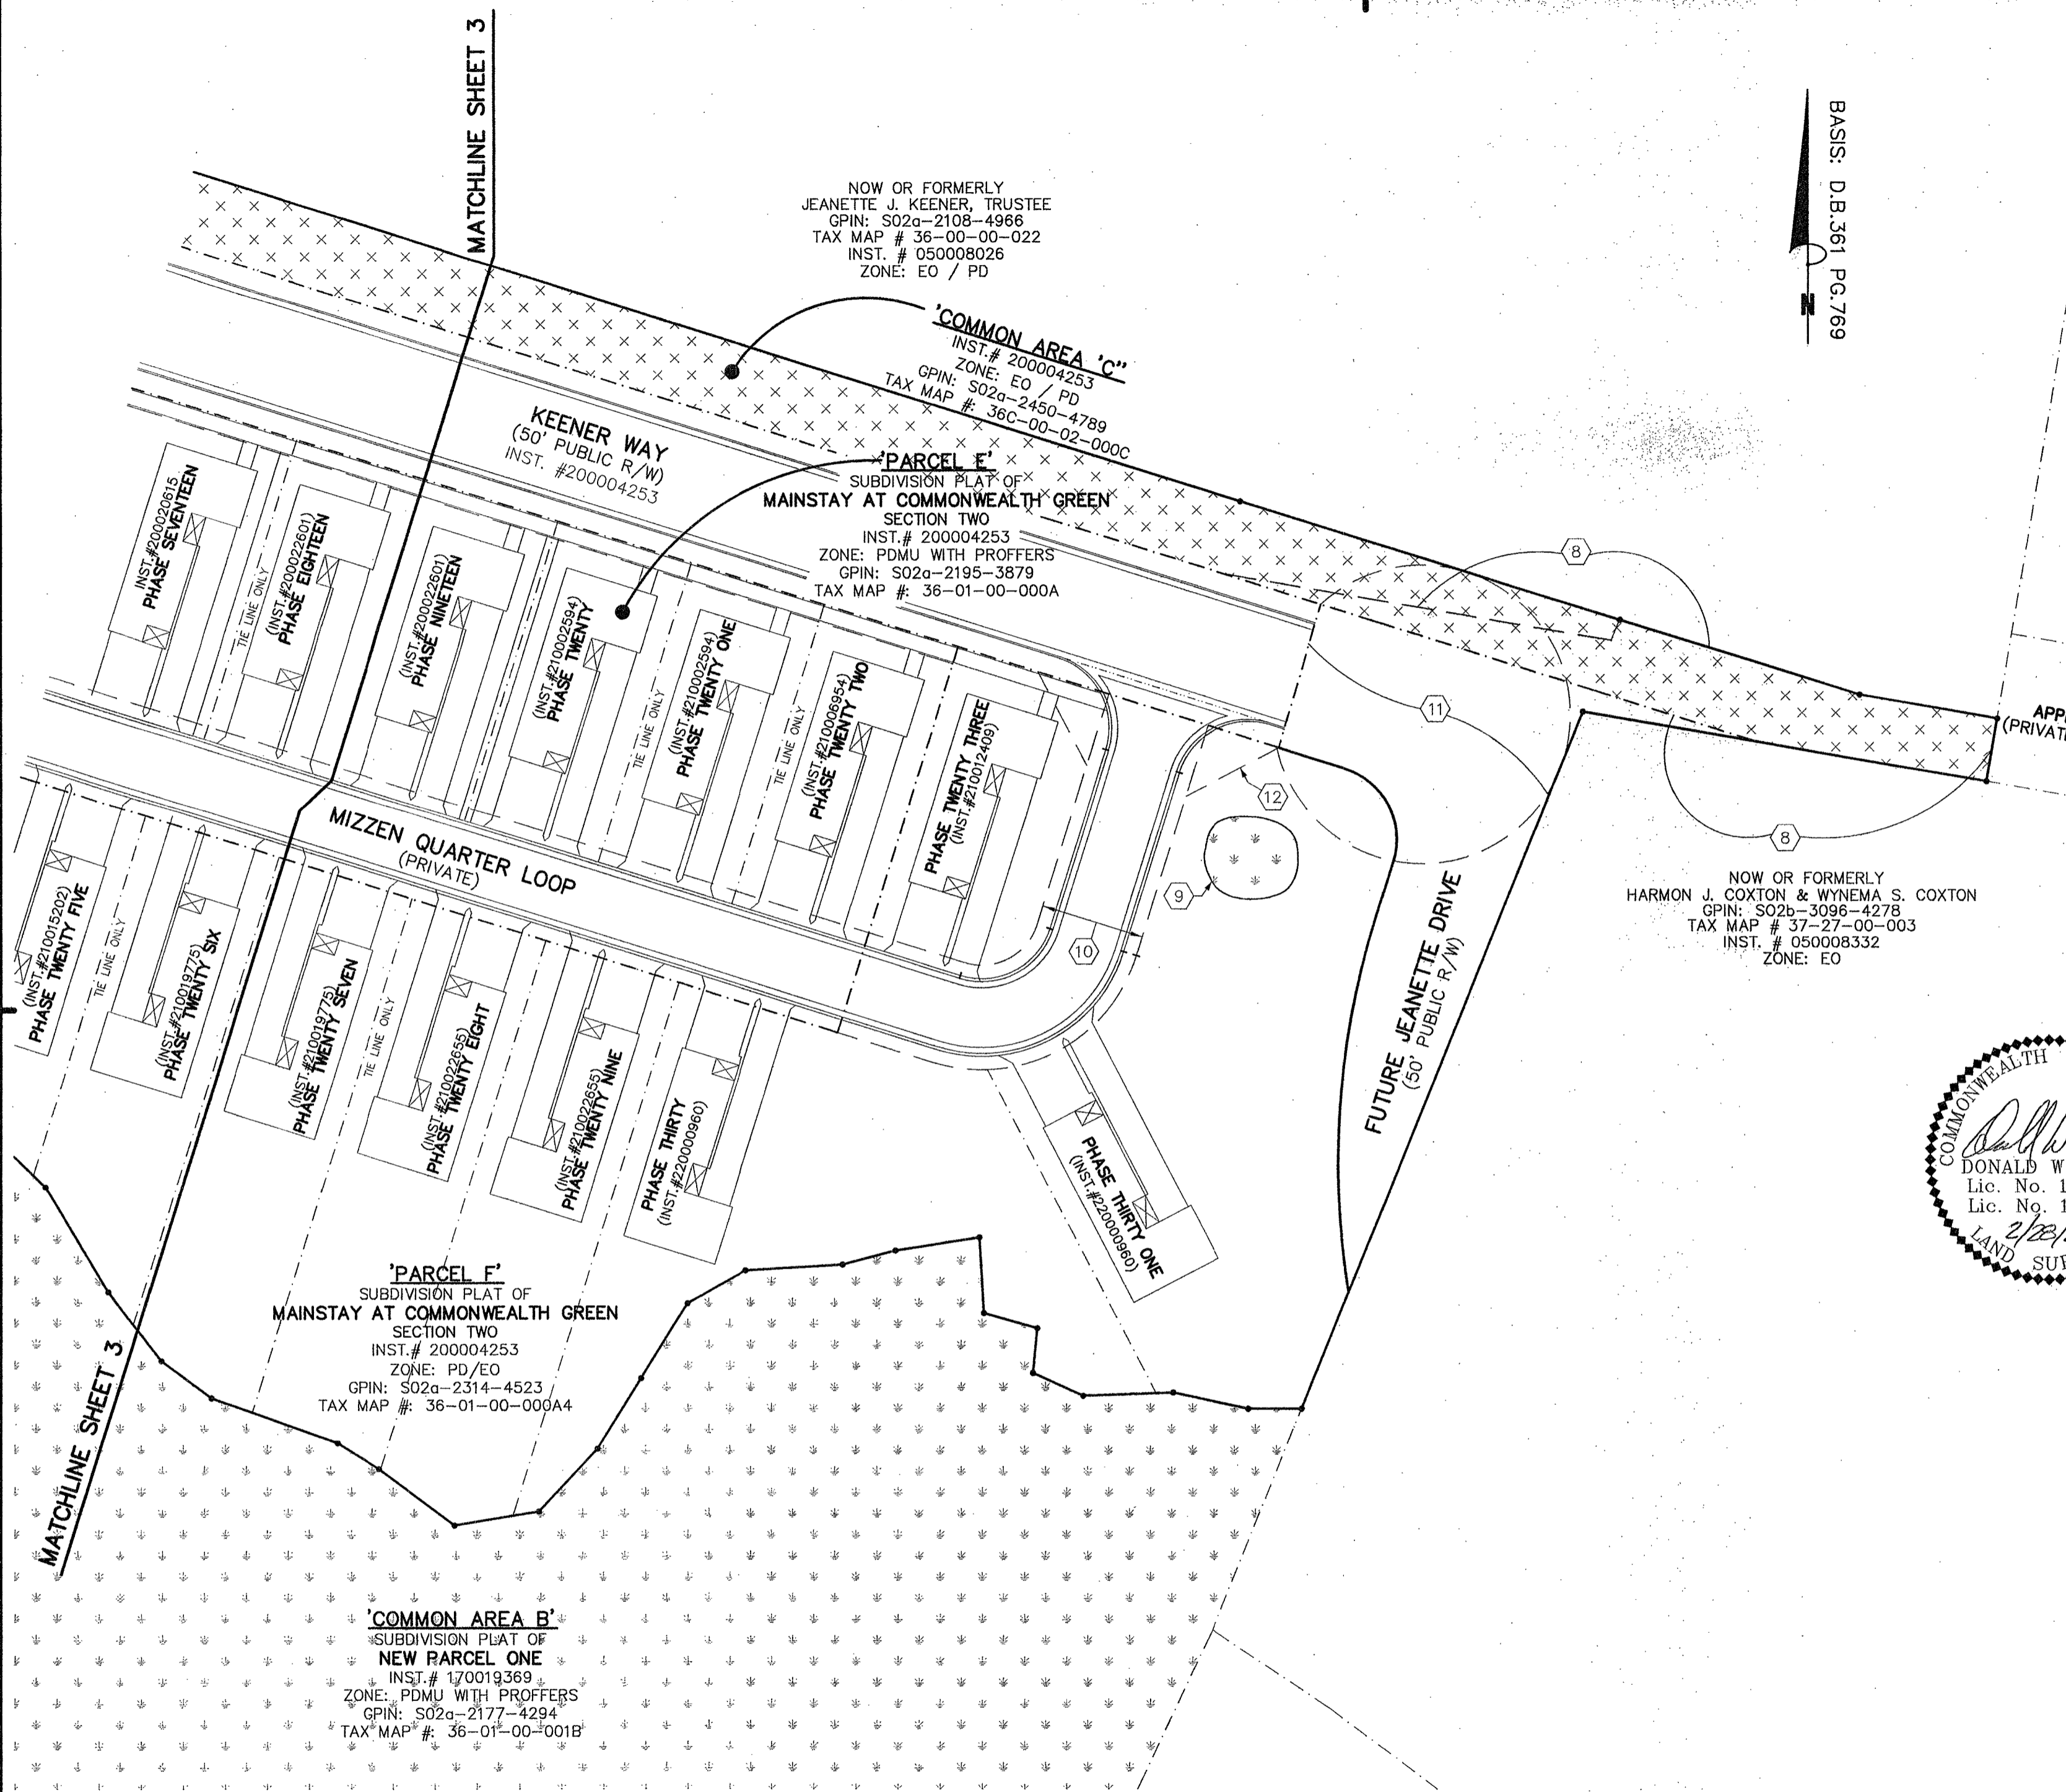 MATCHLINE SHEET 3
NOW OR FORMERLY
JEANETTE J. KEENER, TRUSTEE
GPIN: S02a-2108-4966
TAX MAP # 36-00-00-022
INST. # 050008026
ZONE: EO / PD
BASIS: D.B.361 PG.769
N
'COMMON AREA 'C"
INST.# 200004253
ZONE: EO / PD
GPIN: S02a-2450-4789
TAX MAP #: 36C-00-02-000C
KEENER WAY
(50' PUBLIC R/W)
INST. #200004253
'PARCEL E'
SUBDIVISION PLAT OF
MAINSTAY AT COMMONWEALTH GREEN
SECTION TWO
INST.# 200004253
ZONE: PDMU WITH PROFFERS
GPIN: S02a-2195-3879
TAX MAP #: 36-01-00-000A
INST.#200020615
PHASE SEVENTEEN
TIE LINE ONLY
(INST.#200022601)
PHASE EIGHTEEN
(INST.#200022601)
PHASE NINETEEN
(INST.#210002594)
PHASE TWENTY
TIE LINE ONLY
(INST.#210002594)
PHASE TWENTY ONE
TIE LINE ONLY
(INST.#210006954)
PHASE TWENTY TWO
PHASE TWENTY THREE
(INST.#210012409)
8
11
12
9
10
8
APP
(PRIVAT
MIZZEN QUARTER LOOP
(PRIVATE)
FUTURE JEANETTE DRIVE
(50' PUBLIC R/W)
NOW OR FORMERLY
HARMON J. COXTON & WYNEMA S. COXTON
GPIN: S02b-3096-4278
TAX MAP # 37-27-00-003
INST. # 050008332
ZONE: EO
(INST.#210015202)
PHASE TWENTY FIVE
TIE LINE ONLY
(INST.#210019775)
PHASE TWENTY SIX
(INST.#210019775)
PHASE TWENTY SEVEN
TIE LINE ONLY
(INST.#210022655)
PHASE TWENTY EIGHT
(INST.#210022655)
PHASE TWENTY NINE
PHASE THIRTY
(INST.#220000960)
PHASE THIRTY ONE
(INST.#220000960)
COMMONWEALTH
DONALD W
Lic. No. 1
Lic. No. 1
2/28/
LAND SU
'PARCEL F'
SUBDIVISION PLAT OF
MAINSTAY AT COMMONWEALTH GREEN
SECTION TWO
INST.# 200004253
ZONE: PD/EO
GPIN: S02a-2314-4523
TAX MAP #: 36-01-00-000A4
MATCHLINE SHEET 3
'COMMON AREA B'
SUBDIVISION PLAT OF
NEW PARCEL ONE
INST.# 170019369
ZONE: PDMU WITH PROFFERS
GPIN: S02a-2177-4294
TAX MAP #: 36-01-00-001B